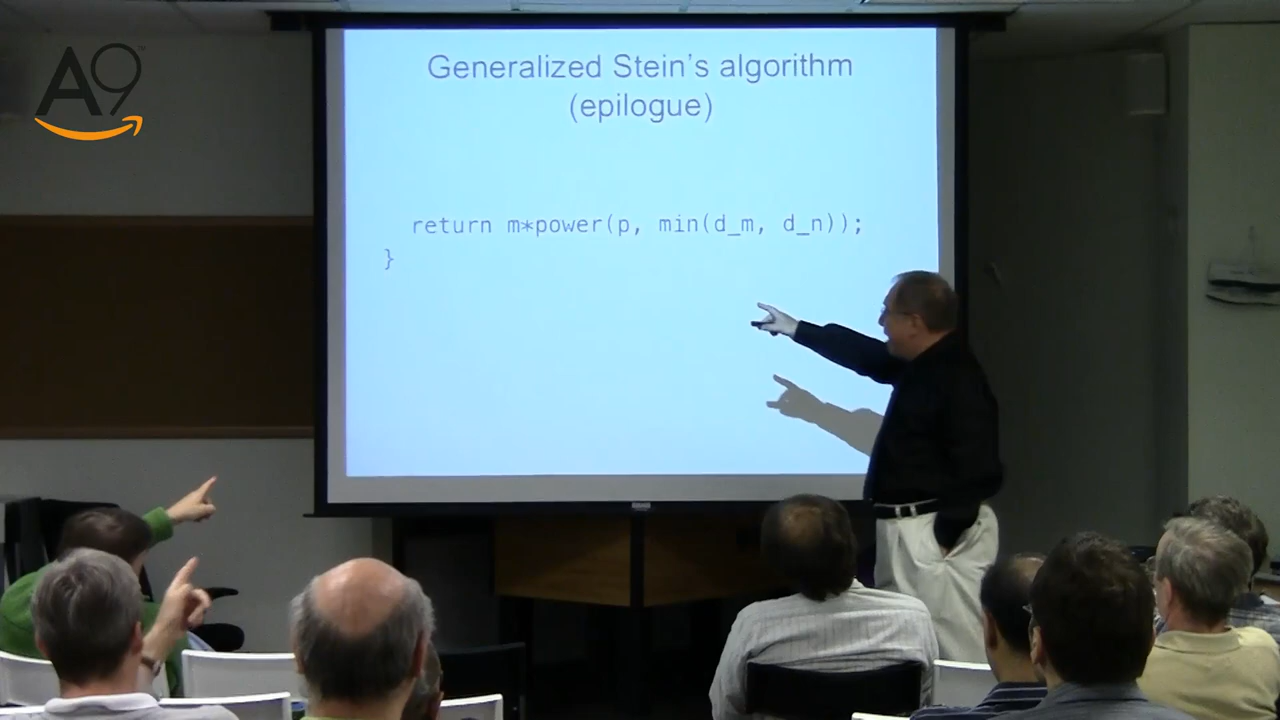 A9
Generalized Stein's algorithm
(epilogue)
return m*power(p, min(d_m, d_n));
}